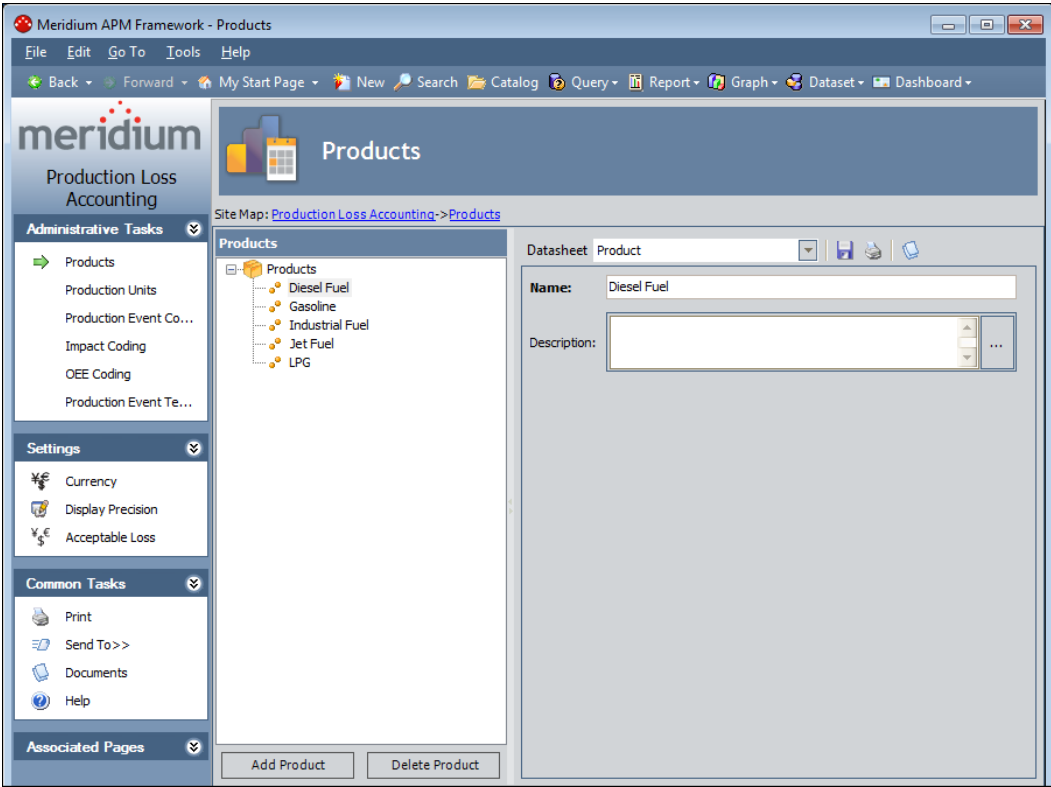 Meridium APM Framework - Products
File Edit Go To Tools Help
Back Forward My Start Page New Search Catalog Query Report Graph Dataset Dashboard
meridium
Production Loss
Accounting
Products
Site Map: Production Loss Accounting->Products
Administrative Tasks
Products
Production Units
Production Event Co...
Impact Coding
OEE Coding
Production Event Te...
Settings
Currency
Display Precision
Acceptable Loss
Common Tasks
Print
Send To>>
Documents
Help
Associated Pages
Products
Products
Diesel Fuel
Gasoline
Industrial Fuel
Jet Fuel
LPG
Add Product Delete Product
Datasheet Product
Name: Diesel Fuel
Description: ...